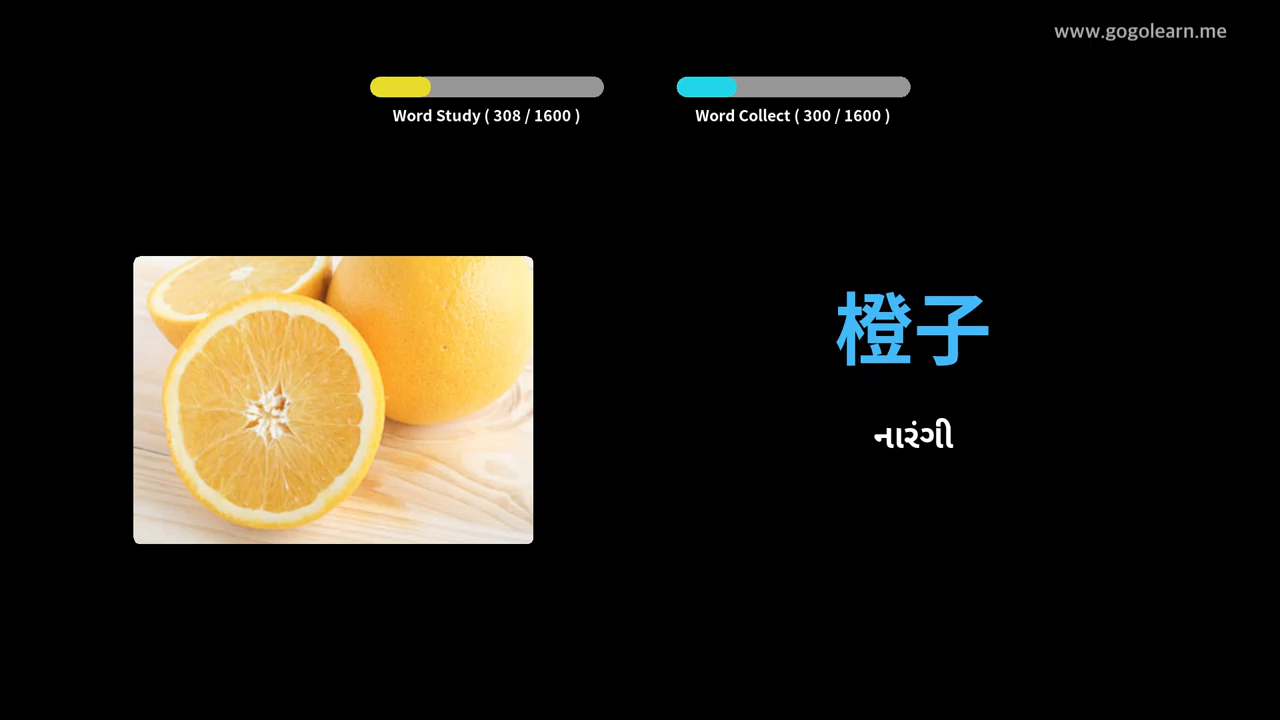 www.gogolearn.me
Word Study ( 308 / 1600 )
Word Collect ( 300 / 1600 )
橙子
નારંગી